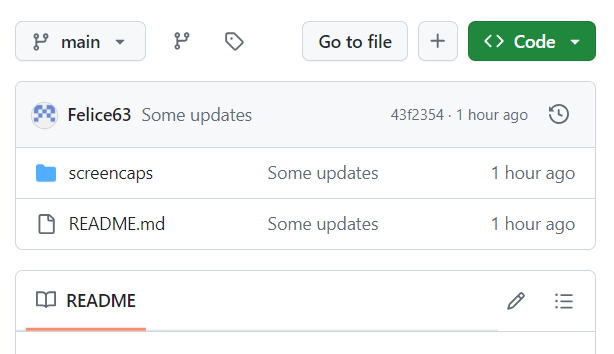 main Go to file Code
Felice63 Some updates 43f2354 · 1 hour ago
screencaps Some updates 1 hour ago
README.md Some updates 1 hour ago
README